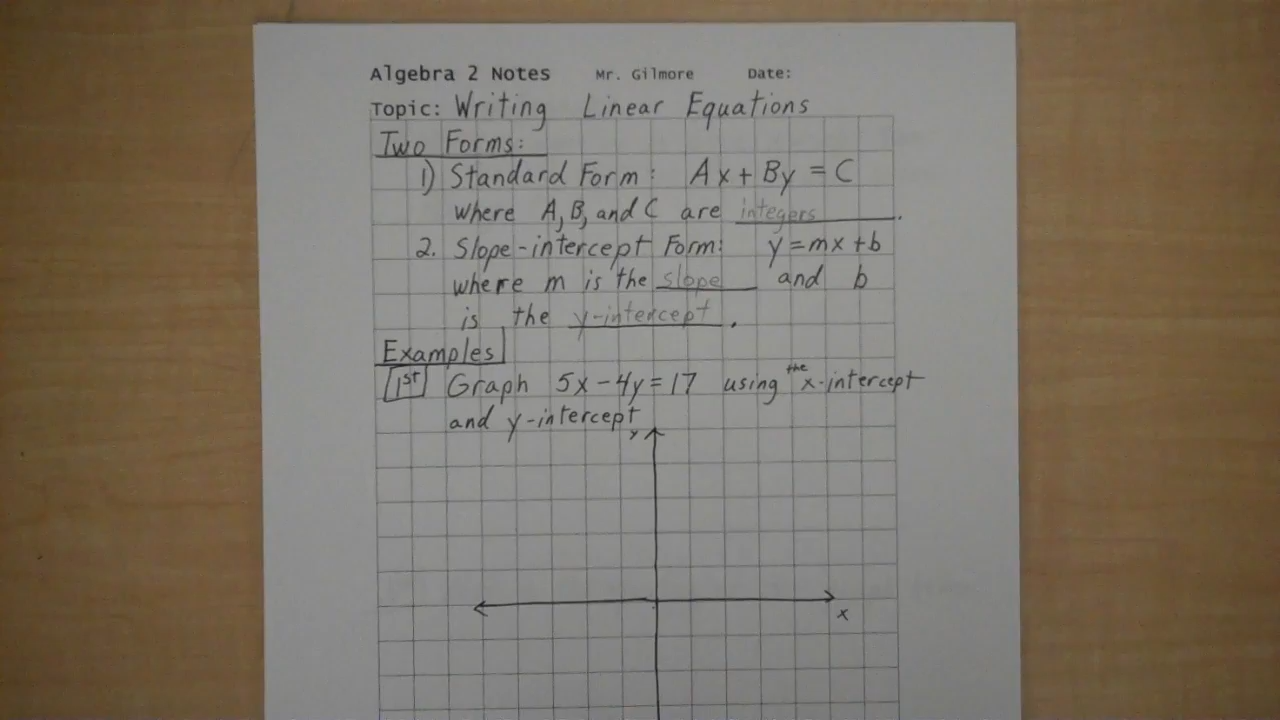 Algebra 2 Notes Mr. Gilmore Date:
Topic: Writing Linear Equations
Two Forms:
1) Standard Form: Ax + By = C
where A, B, and C are integers.
2. Slope-intercept Form: y = mx + b
where m is the slope and b
is the y-intercept.
Examples
1st Graph 5x - 4y = 17 using the x-intercept
and y-intercept
y
x